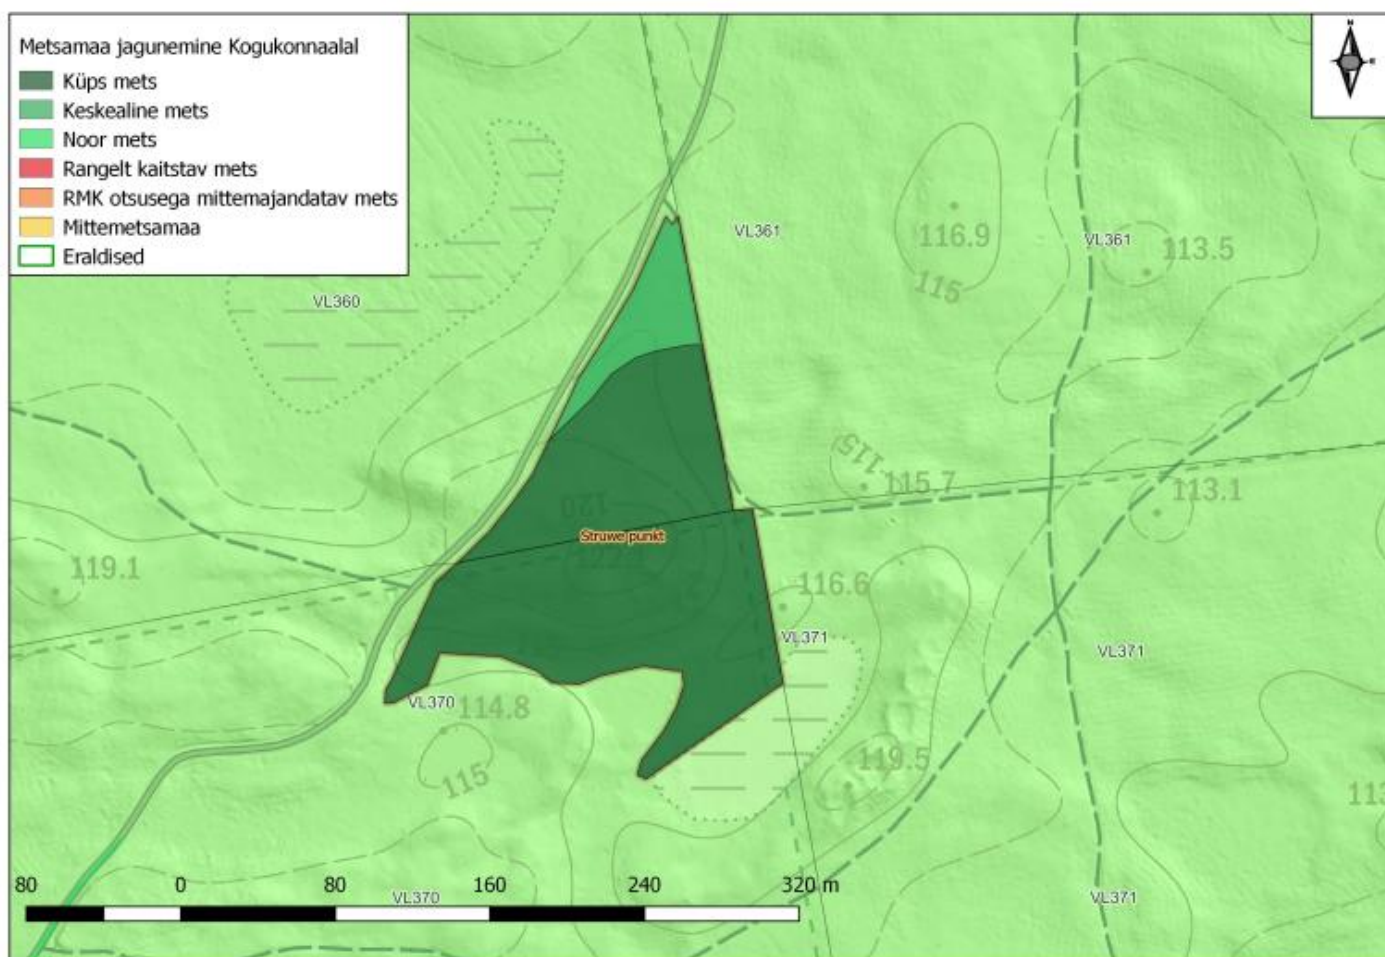 Metsamaa jagunemine Kogukonnaalal
Küps mets
Keskealine mets
Noor mets
Rangelt kaitstav mets
RMK otsusega mittemajandatav mets
Mittemetsamaa
Eraldised
N
VL361
116.9
VL361
113.5
115
VL360
115
115.7
113.1
120
Struwe punkt
119.1
116.6
VL371
VL371
VL370
114.8
119.5
115
113
80 0 80 160 240 320 m
VL370
VL371